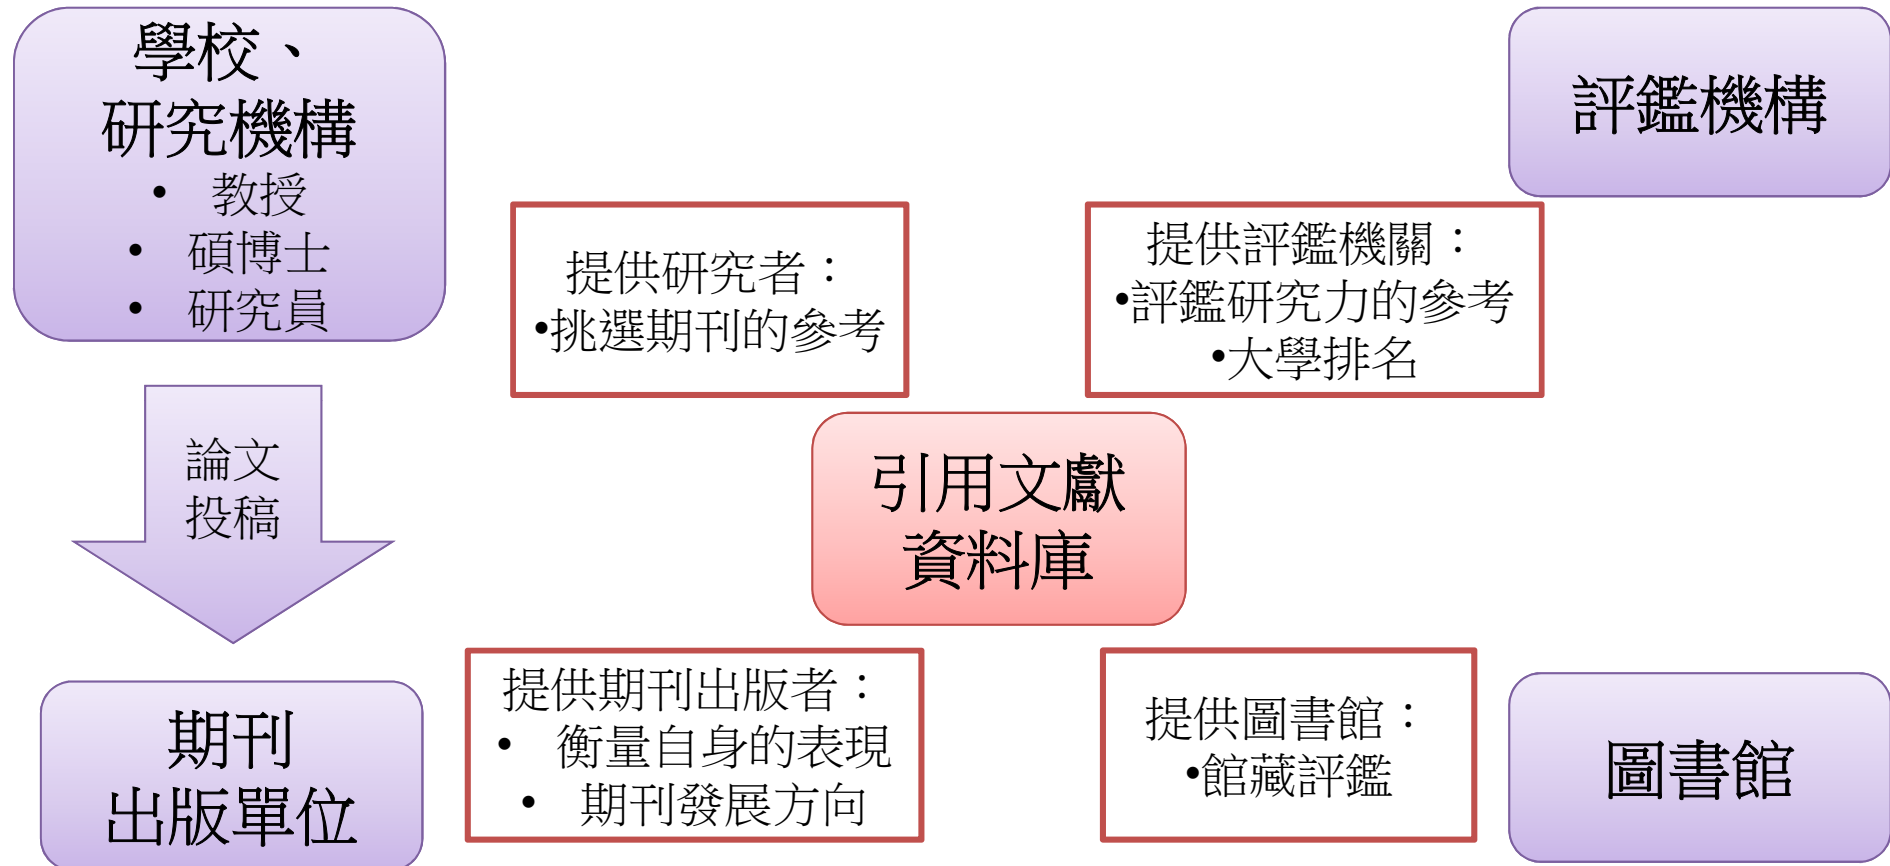 學校、
研究機構
• 教授
• 碩博士
• 研究員
評鑑機構
提供研究者：
•挑選期刊的參考
提供評鑑機關：
•評鑑研究力的參考
•大學排名
論文
投稿
引用文獻
資料庫
期刊
出版單位
提供期刊出版者：
• 衡量自身的表現
• 期刊發展方向
提供圖書館：
•館藏評鑑
圖書館